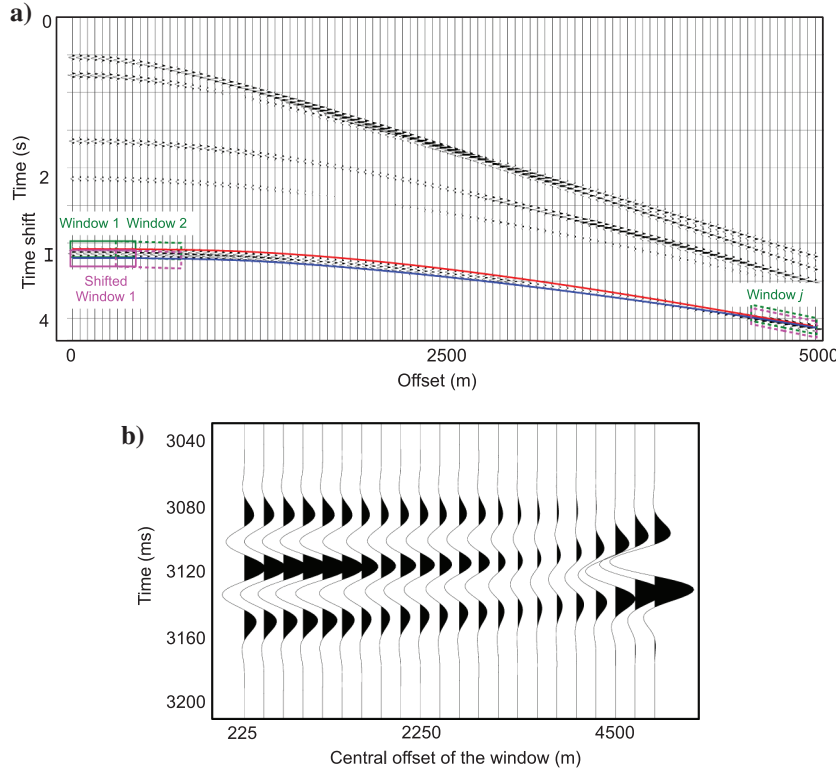 a)
0
2
4
Time (s)
Time shift
Window 1 Window 2
Shifted
Window 1
Window j
0 2500 5000
Offset (m)
b)
3040
3080
3120
3160
3200
Time (ms)
225 2250 4500
Central offset of the window (m)